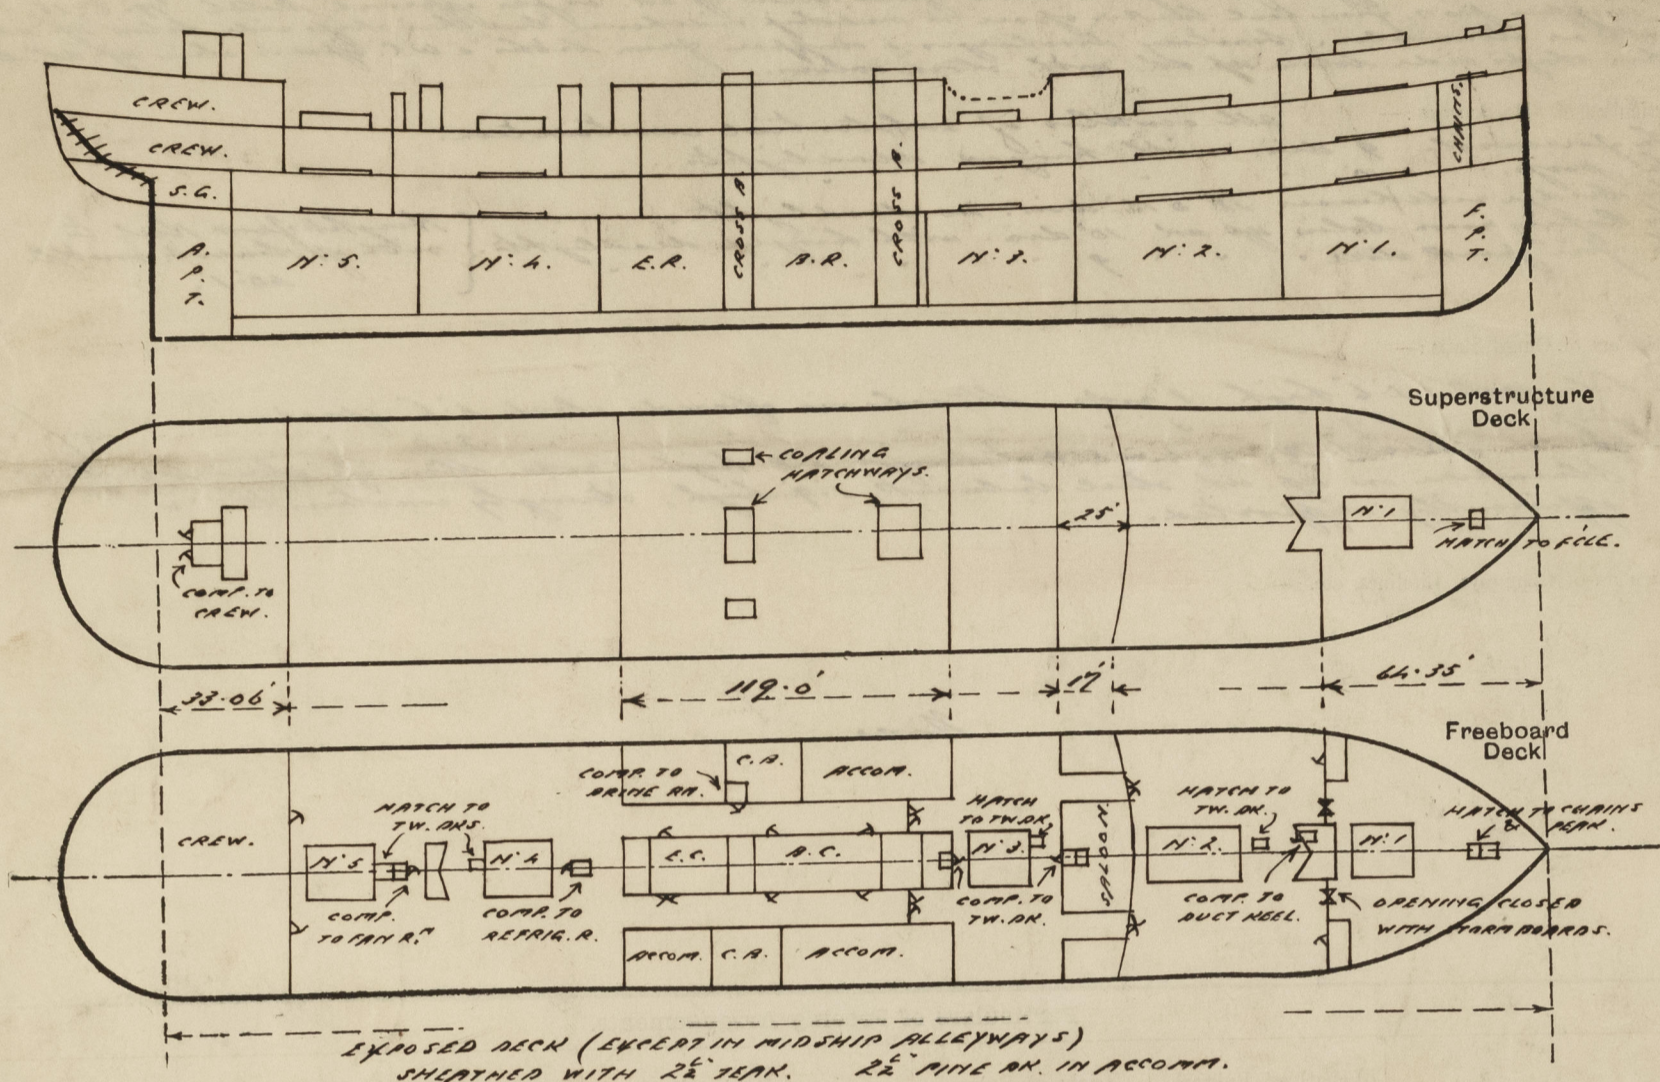 CREW.
CREW.
S.G.
A.
P.
T.
Nº 5.
Nº 4.
E.R.
CROSS B.
B.R.
CROSS B.
Nº 3.
Nº 2.
Nº 1.
CHAINS.
F.
P.
T.
Superstructure
Deck
COALING
HATCHWAYS.
25'
Nº 1
HATCH TO F'CLE.
COMP. TO
CREW.
33·06'
119·0'
17'
64·35'
Freeboard
Deck
CREW.
HATCH TO
TW. DKS.
Nº 5
COMP.
TO FAN Rᴹ
Nº 4
COMP. TO
REFRIG. R.
COMP. TO
BRINE RM.
C.B.
ACCOM.
E.C.
B.C.
ACCOM.
C.B.
ACCOM.
HATCH
TO TW. DK.
Nº 3
COMP. TO
TW. DK.
SALOON.
HATCH TO
TW. DK.
Nº 2.
COMP. TO
DUCT KEEL.
Nº 1
HATCH TO CHAINS
& PEAK.
OPENING CLOSED
WITH STORM BOARDS.
EXPOSED DECK (EXCEPT IN MIDSHIP ALLEYWAYS)
SHEATHED WITH 2½" TEAK. 2½" PINE DK. IN ACCOMM.